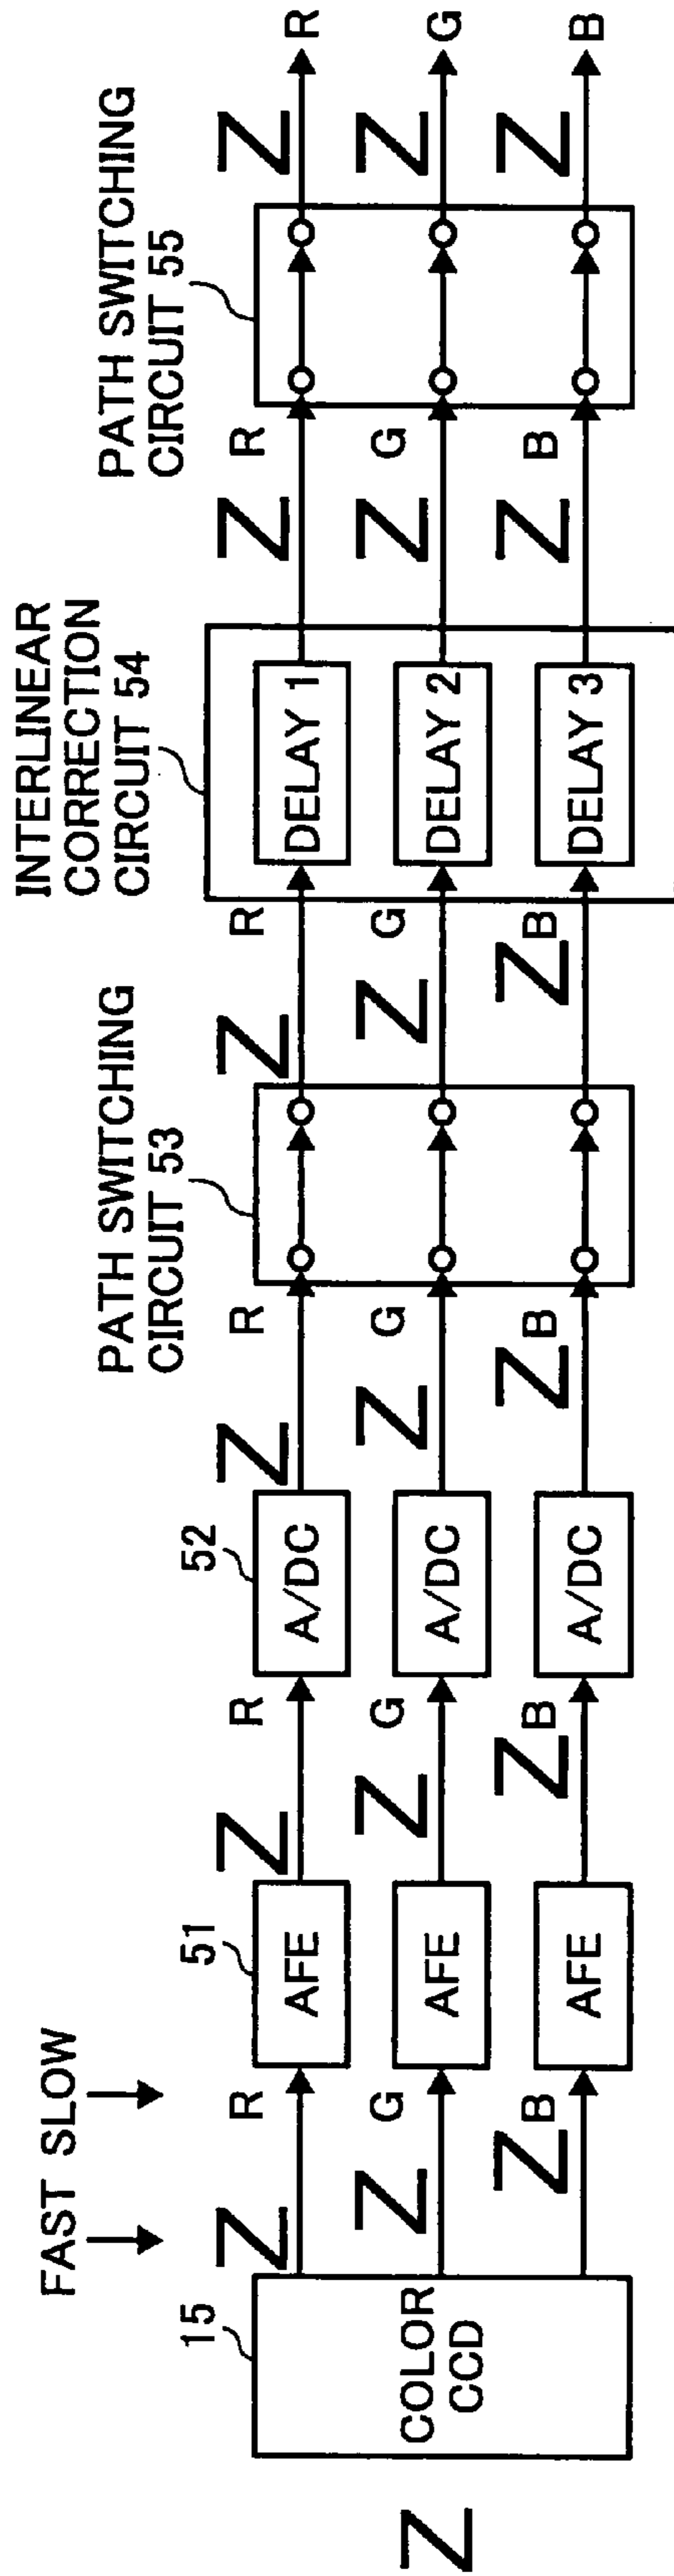 FAST SLOW
PATH SWITCHING
CIRCUIT 53
INTERLINEAR
CORRECTION
CIRCUIT 54
PATH SWITCHING
CIRCUIT 55
15
51
52
N
COLOR
CCD
N R
AFE
N R
A/DC
N R
N R
DELAY 1
N R
N R
N G
AFE
N G
A/DC
N G
N G
DELAY 2
N G
N G
N B
AFE
N B
A/DC
N B
N B
DELAY 3
N B
N B